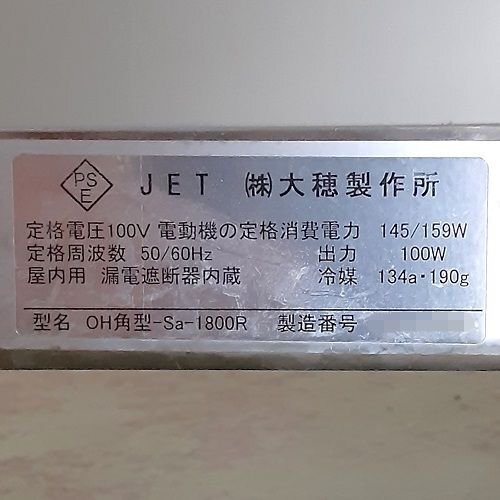 PS
E
JET ㈱大穂製作所
定格電圧100V 電動機の定格消費電力 145/159W
定格周波数 50/60Hz 出力 100W
屋内用 漏電遮断器内蔵 冷媒 134a・190g
型名 OH角型-Sa-1800R 製造番号